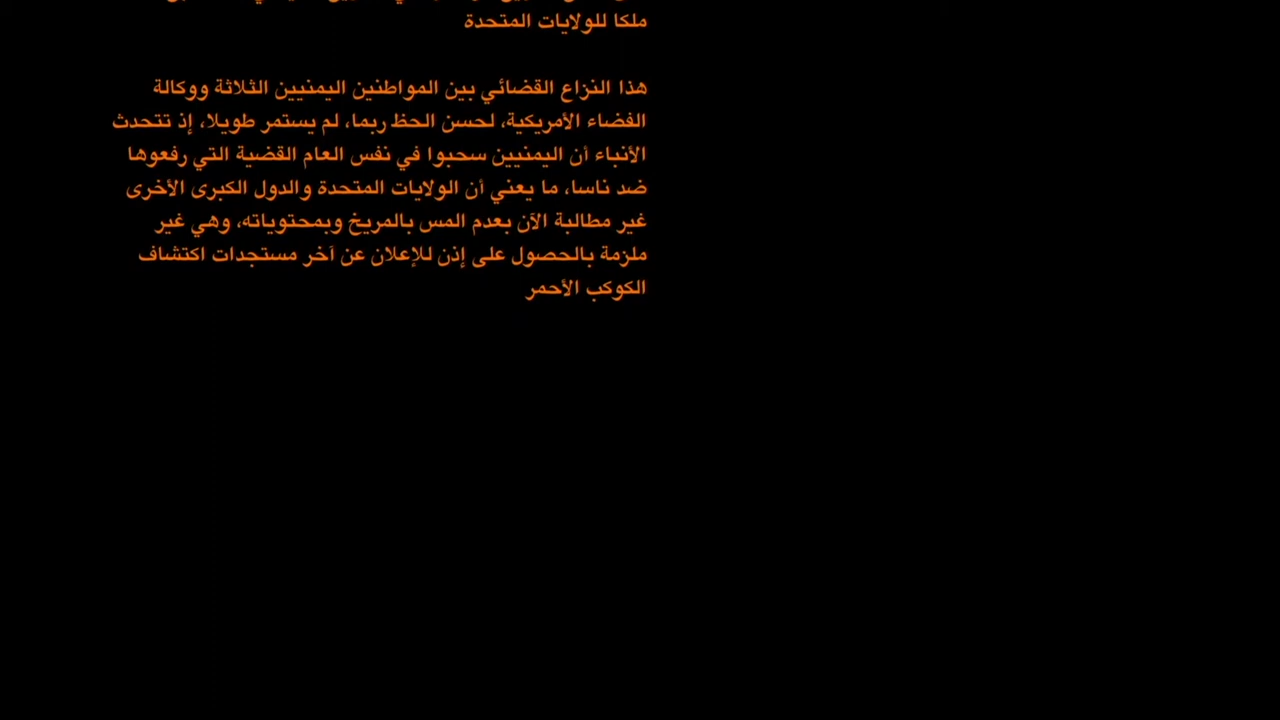 ملكا للولايات المتحدة
هذا النزاع القضائي بين المواطنين اليمنيين الثلاثة ووكالة
الفضاء الأمريكية، لحسن الحظ ربما، لم يستمر طويلا، إذ تتحدث
الأنباء أن اليمنيين سحبوا في نفس العام القضية التي رفعوها
ضد ناسا، ما يعني أن الولايات المتحدة والدول الكبرى الأخرى
غير مطالبة الآن بعدم المس بالمريخ وبمحتوياته، وهي غير
ملزمة بالحصول على إذن للإعلان عن آخر مستجدات اكتشاف
الكوكب الأحمر